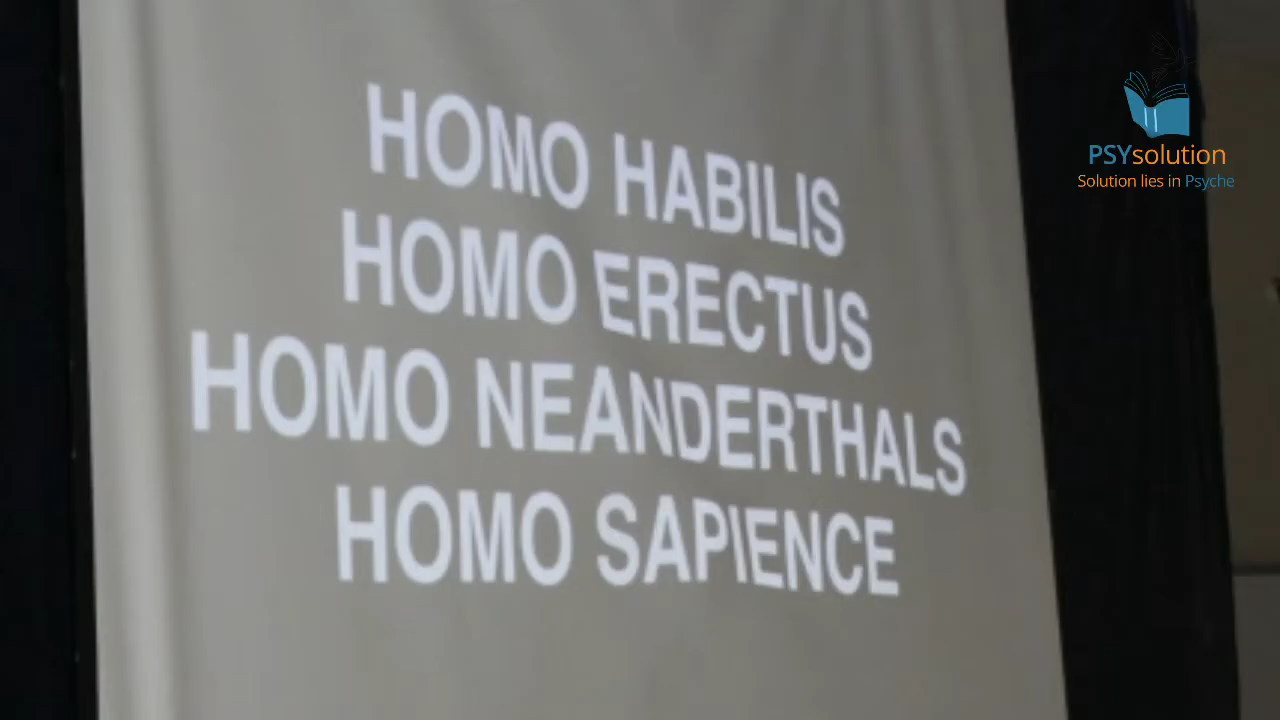 HOMO HABILIS
HOMO ERECTUS
HOMO NEANDERTHALS
HOMO SAPIENCE
PSYsolution
Solution lies in Psyche